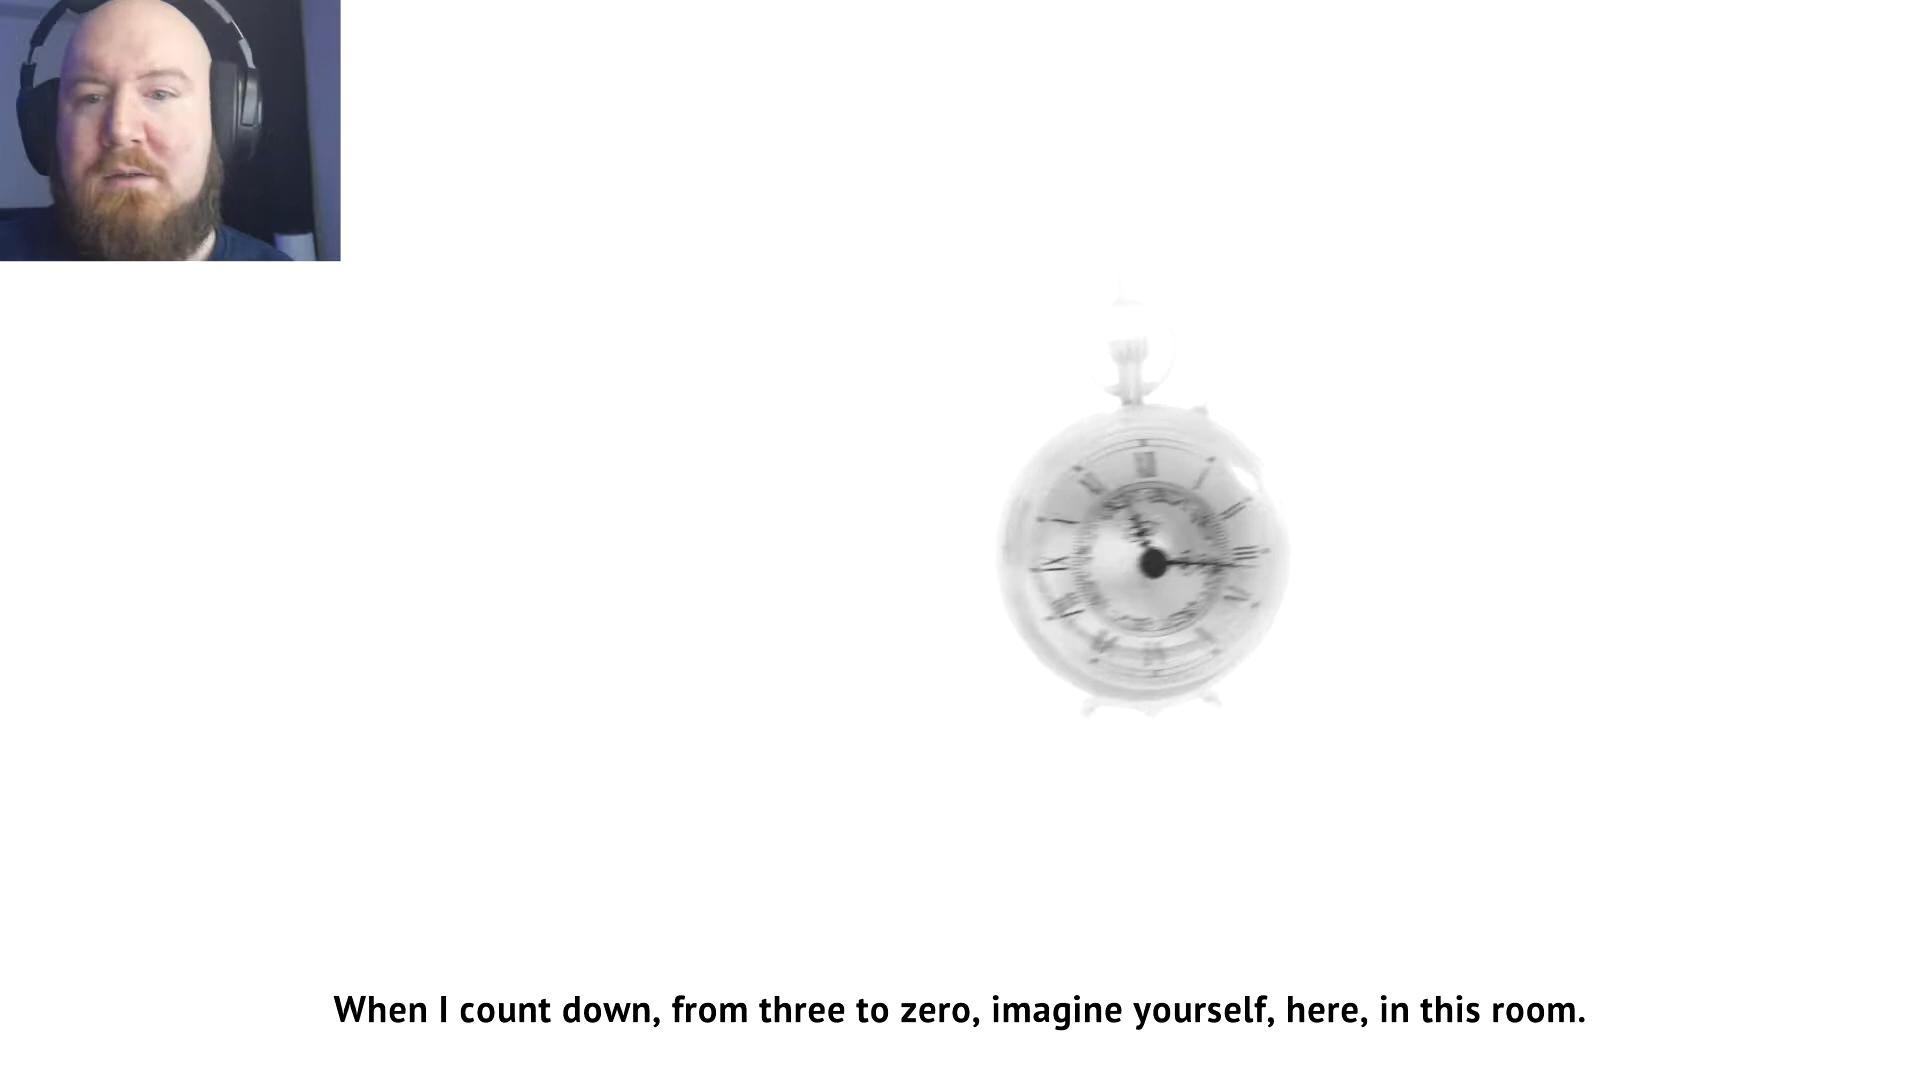 When I count down, from three to zero, imagine yourself, here, in this room.